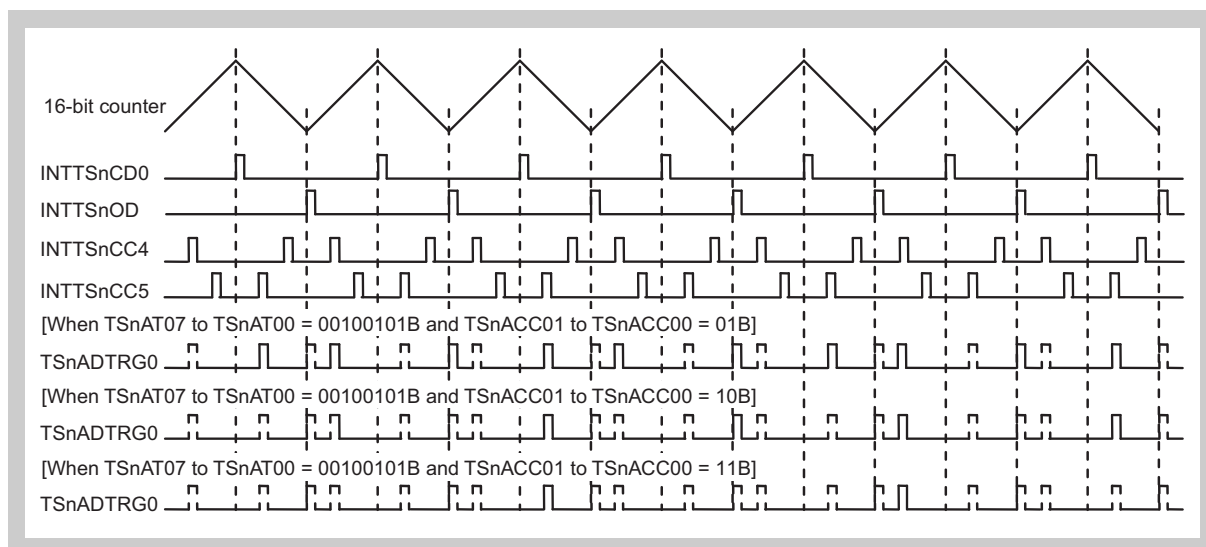 16-bit counter
INTTSnCD0
INTTSnOD
INTTSnCC4
INTTSnCC5
[When TSnAT07 to TSnAT00 = 00100101B and TSnACC01 to TSnACC00 = 01B]
TSnADTRG0
[When TSnAT07 to TSnAT00 = 00100101B and TSnACC01 to TSnACC00 = 10B]
TSnADTRG0
[When TSnAT07 to TSnAT00 = 00100101B and TSnACC01 to TSnACC00 = 11B]
TSnADTRG0